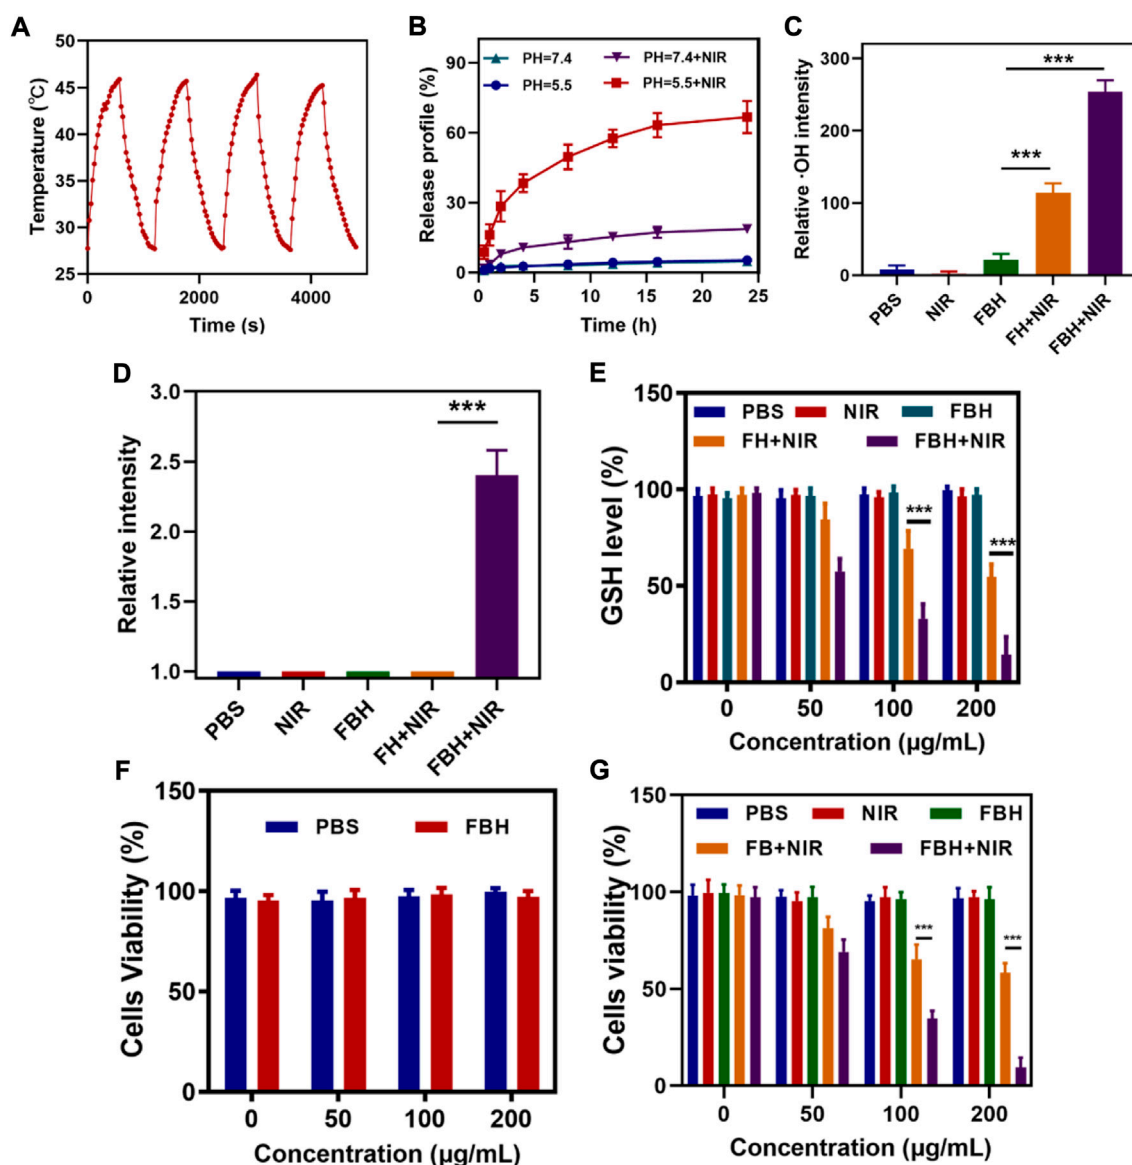 A
Temperature (°C)
50
45
40
35
30
25
0
2000
4000
Time (s)
B
Release profile (%)
90
60
30
0
PH=7.4
PH=7.4+NIR
PH=5.5
PH=5.5+NIR
0
5
10
15
20
25
Time (h)
C
Relative ·OH intensity
300
200
100
0
***
***
PBS
NIR
FBH
FH+NIR
FBH+NIR
D
Relative intensity
3.0
2.5
2.0
1.5
1.0
***
PBS
NIR
FBH
FH+NIR
FBH+NIR
E
GSH level (%)
150
100
50
0
PBS
NIR
FBH
FH+NIR
FBH+NIR
***
***
0
50
100
200
Concentration (μg/mL)
F
Cells Viability (%)
150
100
50
0
PBS
FBH
0
50
100
200
Concentration (μg/mL)
G
Cells viability (%)
150
100
50
0
PBS
NIR
FBH
FB+NIR
FBH+NIR
***
***
0
50
100
200
Concentration (μg/mL)